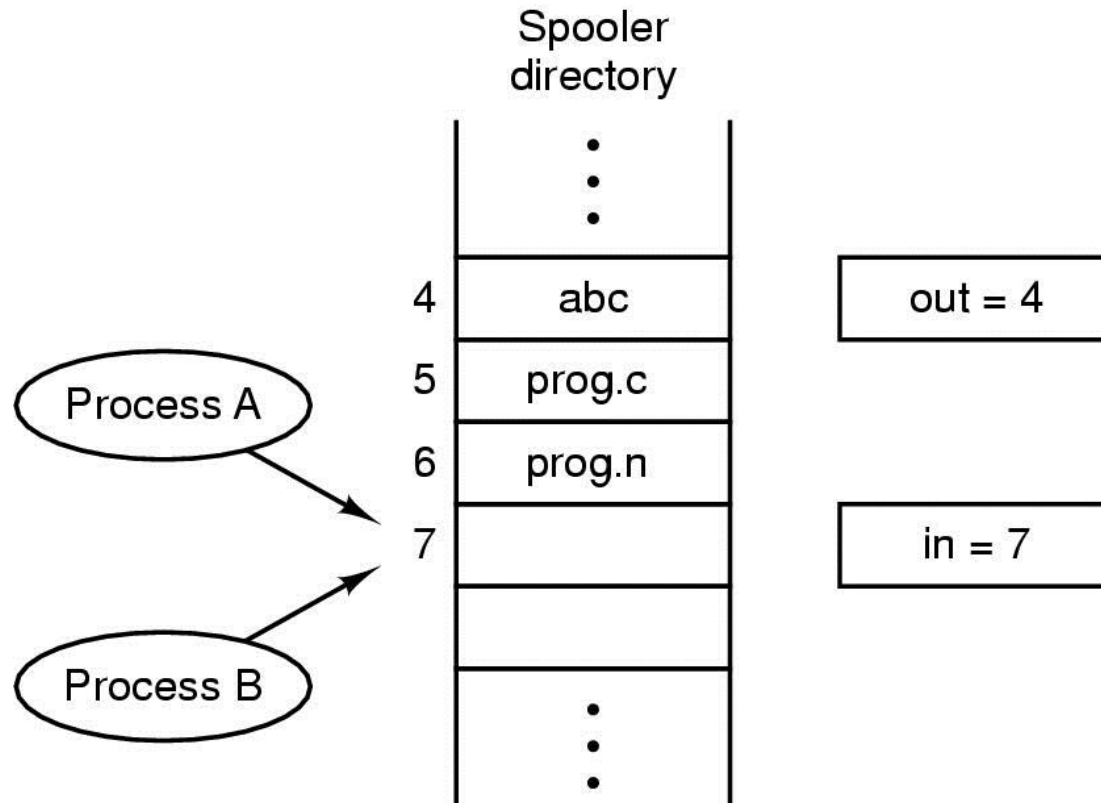 Spooler
directory
4 abc out = 4
Process A
5 prog.c
6 prog.n
7 in = 7
Process B